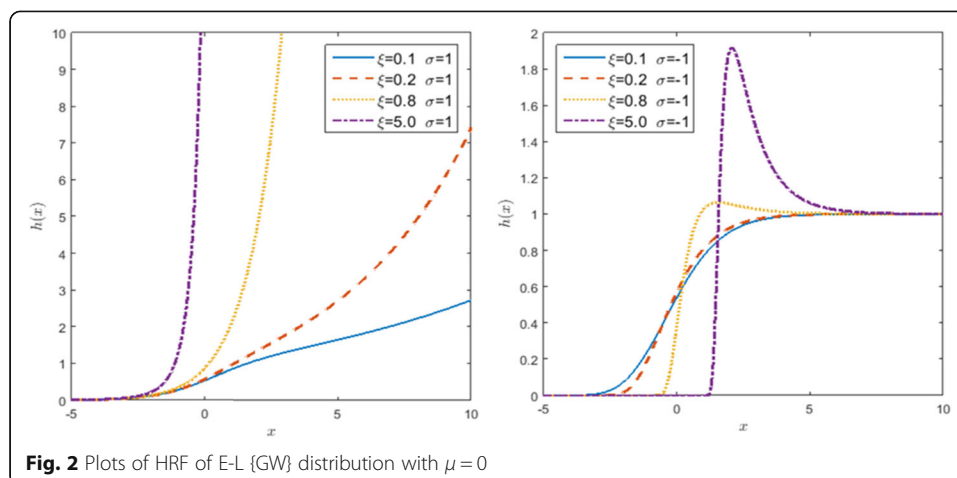 10
9
8
7
6
5
4
3
2
1
0
h(x)
-5
0
5
10
x
ξ=0.1 σ=1
ξ=0.2 σ=1
ξ=0.8 σ=1
ξ=5.0 σ=1
2
1.8
1.6
1.4
1.2
1
0.8
0.6
0.4
0.2
0
h(x)
-5
0
5
10
x
ξ=0.1 σ=-1
ξ=0.2 σ=-1
ξ=0.8 σ=-1
ξ=5.0 σ=-1
Fig. 2 Plots of HRF of E-L {GW} distribution with μ = 0